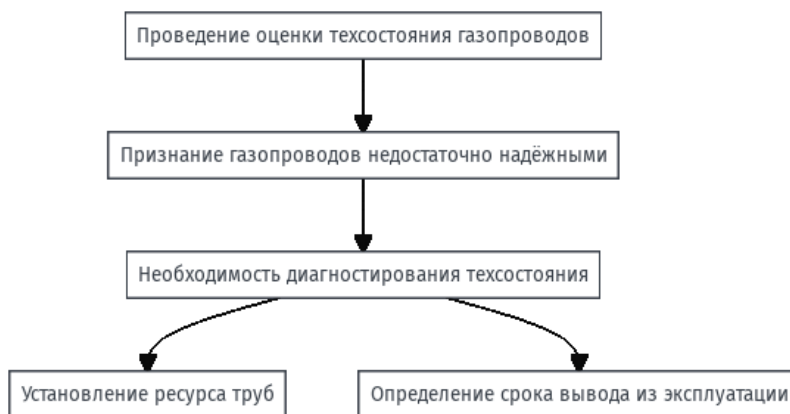 Проведение оценки техсостояния газопроводов
Признание газопроводов недостаточно надёжными
Необходимость диагностирования техсостояния
Установление ресурса труб
Определение срока вывода из эксплуатации